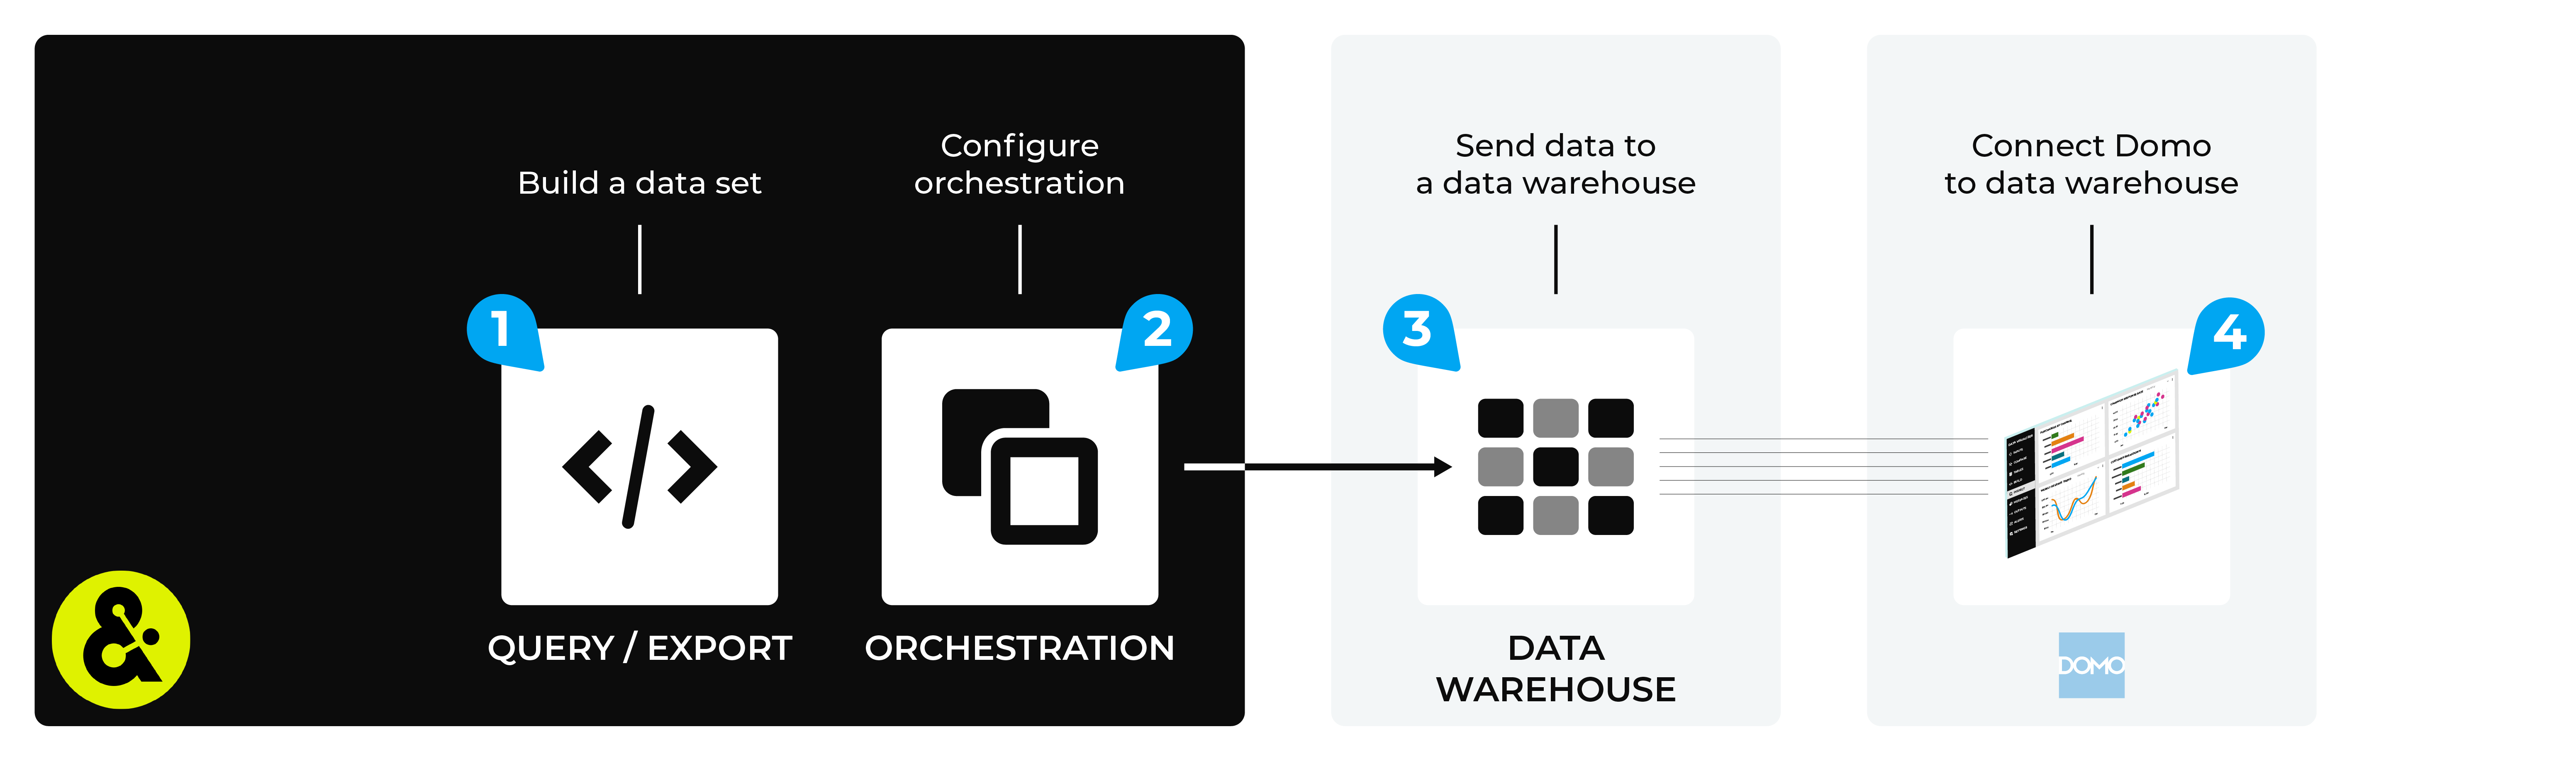 Build a data set
Configure
orchestration
Send data to
a data warehouse
Connect Domo
to data warehouse
1
2
3
4
QUERY / EXPORT
ORCHESTRATION
DATA
WAREHOUSE
DOMO
&